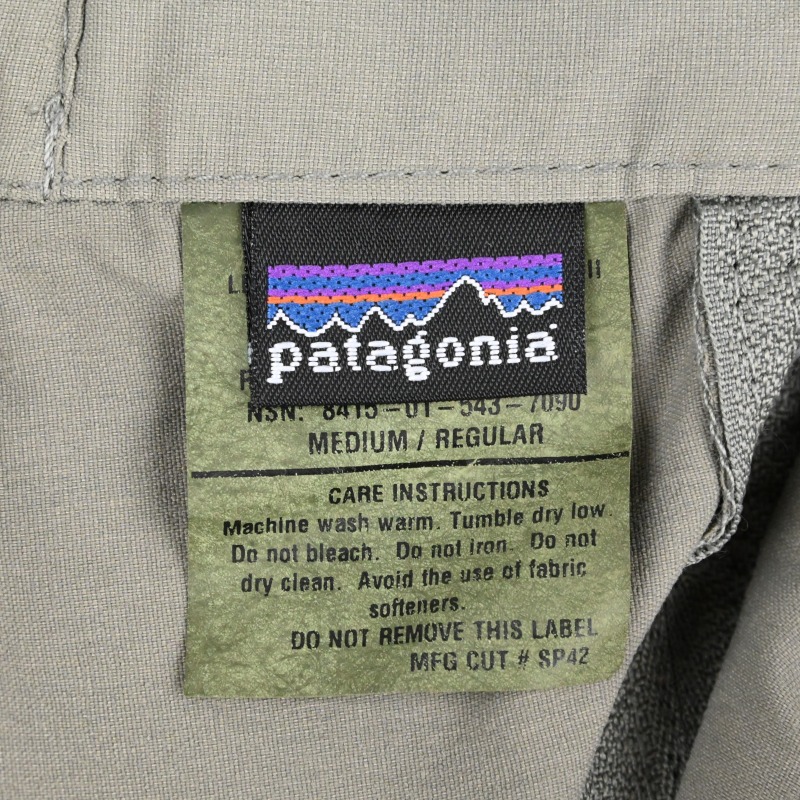 patagonia
NSN: 8415-01-543-7090
MEDIUM / REGULAR
CARE INSTRUCTIONS
Machine wash warm. Tumble dry low.
Do not bleach. Do not iron. Do not
dry clean. Avoid the use of fabric
softeners.
DO NOT REMOVE THIS LABEL
MFG CUT # SP42